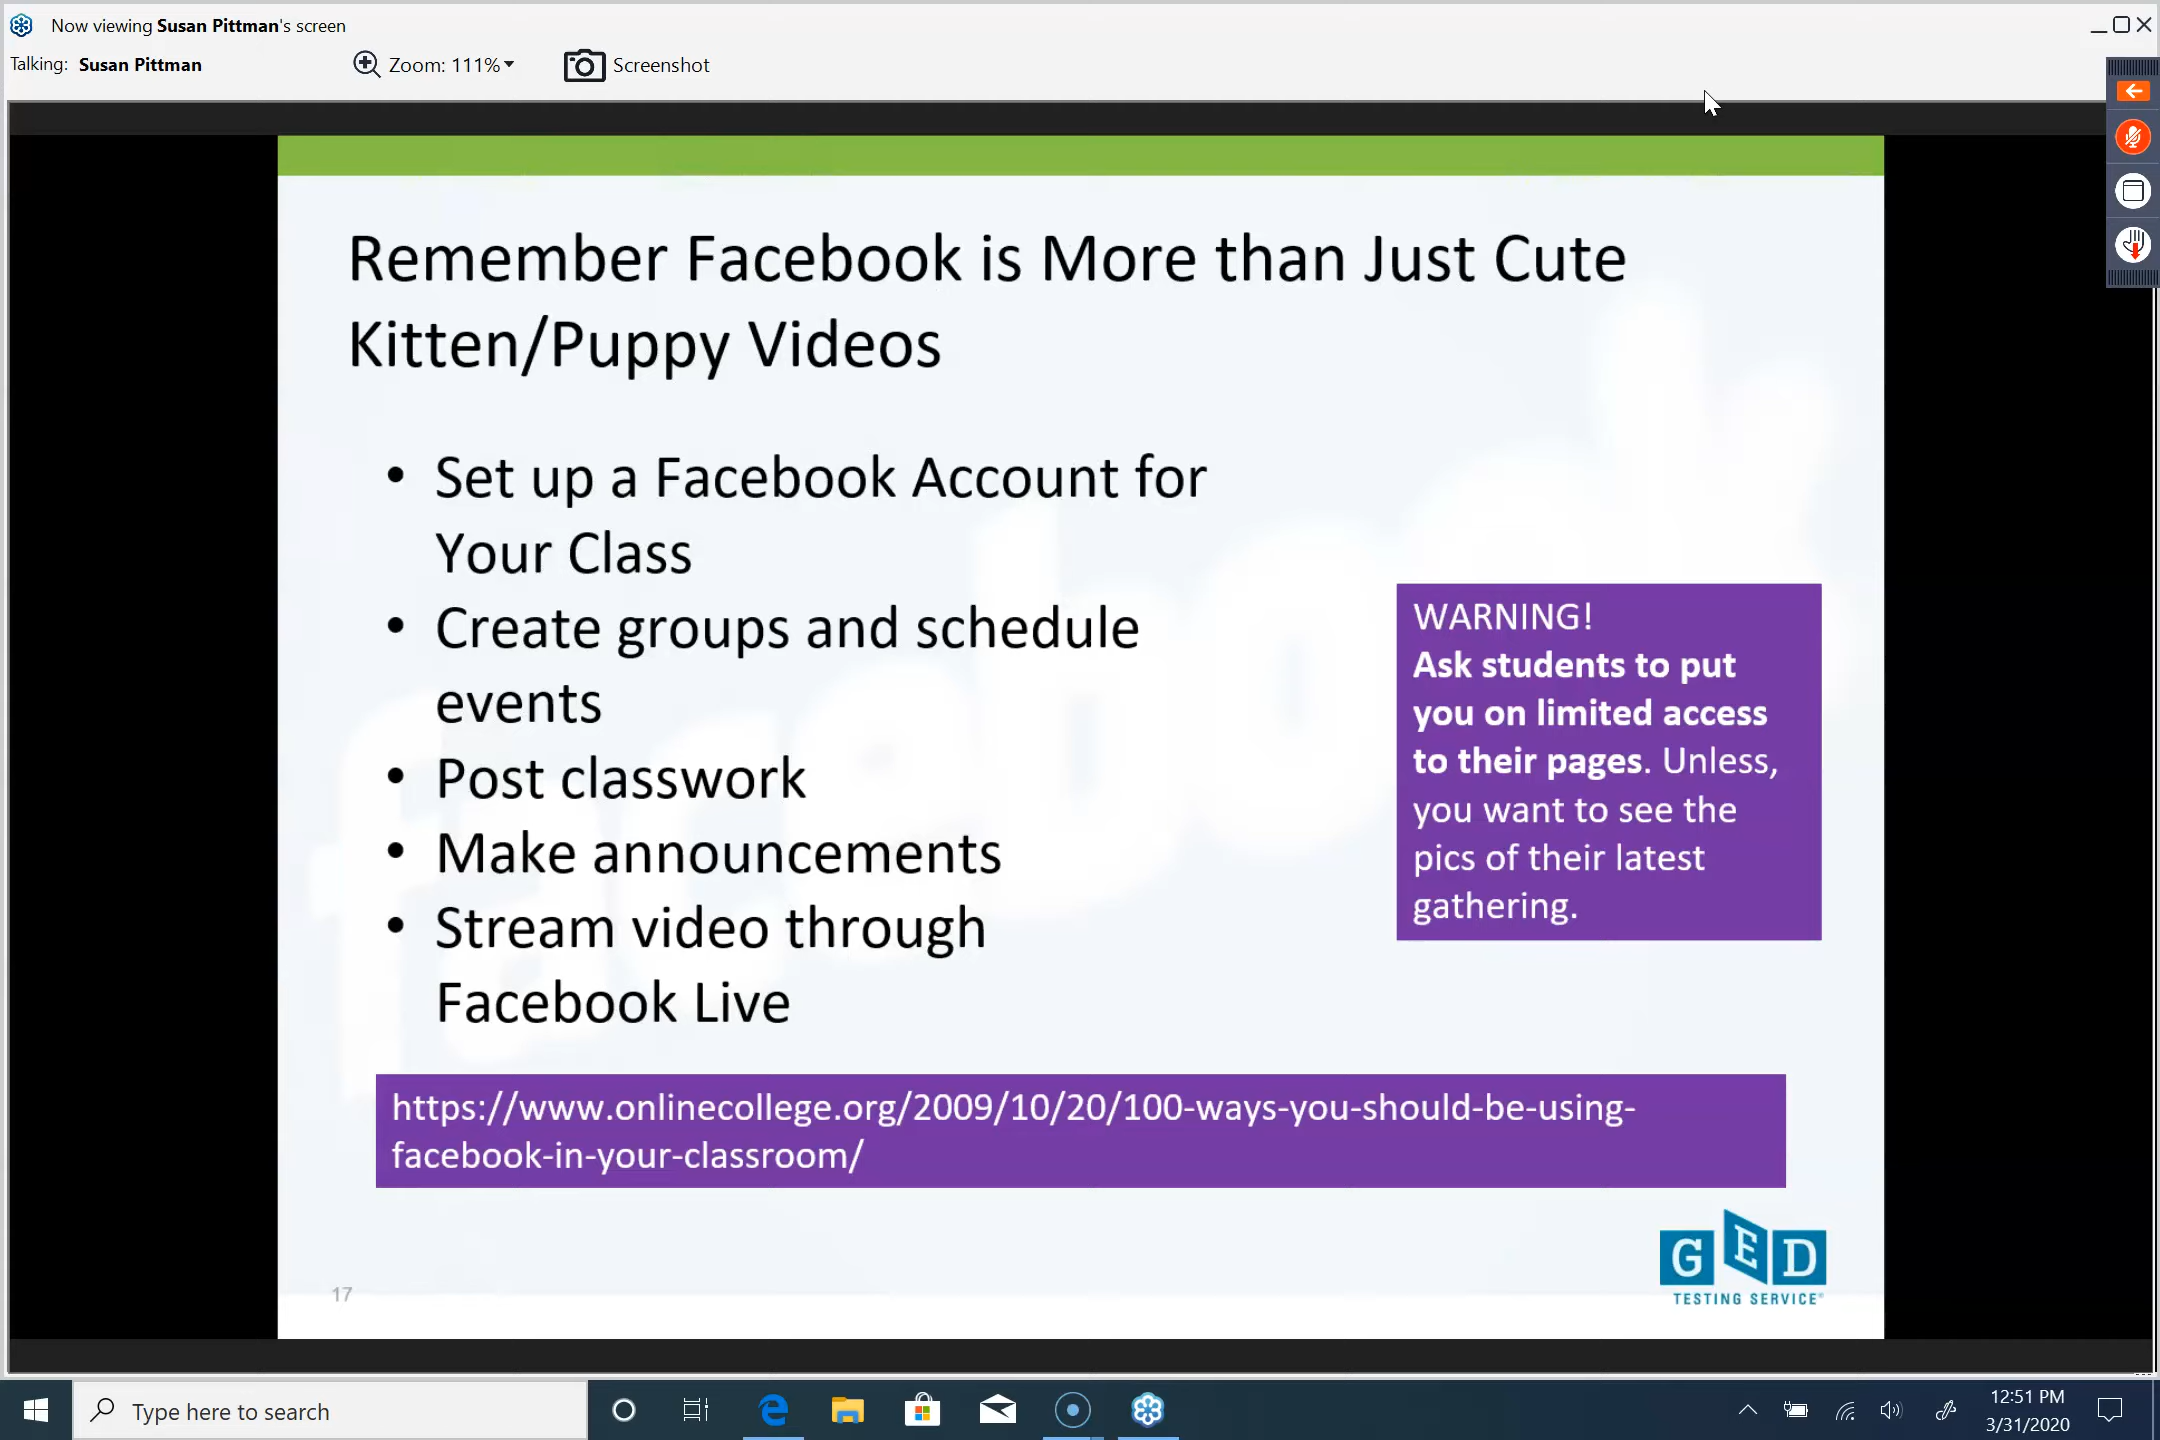 Now viewing Susan Pittman's screen
Talking: Susan Pittman
Zoom: 111%
Screenshot
Remember Facebook is More than Just Cute
Kitten/Puppy Videos
• Set up a Facebook Account for
Your Class
• Create groups and schedule
events
• Post classwork
• Make announcements
• Stream video through
Facebook Live
WARNING!
Ask students to put
you on limited access
to their pages. Unless,
you want to see the
pics of their latest
gathering.
https://www.onlinecollege.org/2009/10/20/100-ways-you-should-be-using-
facebook-in-your-classroom/
facebook
17
GED
TESTING SERVICE®
Type here to search
12:51 PM
3/31/2020